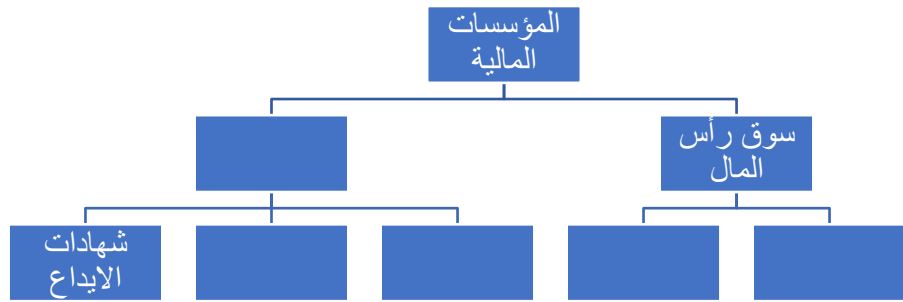 المؤسسات
المالية
سوق رأس
المال
شهادات
الايداع